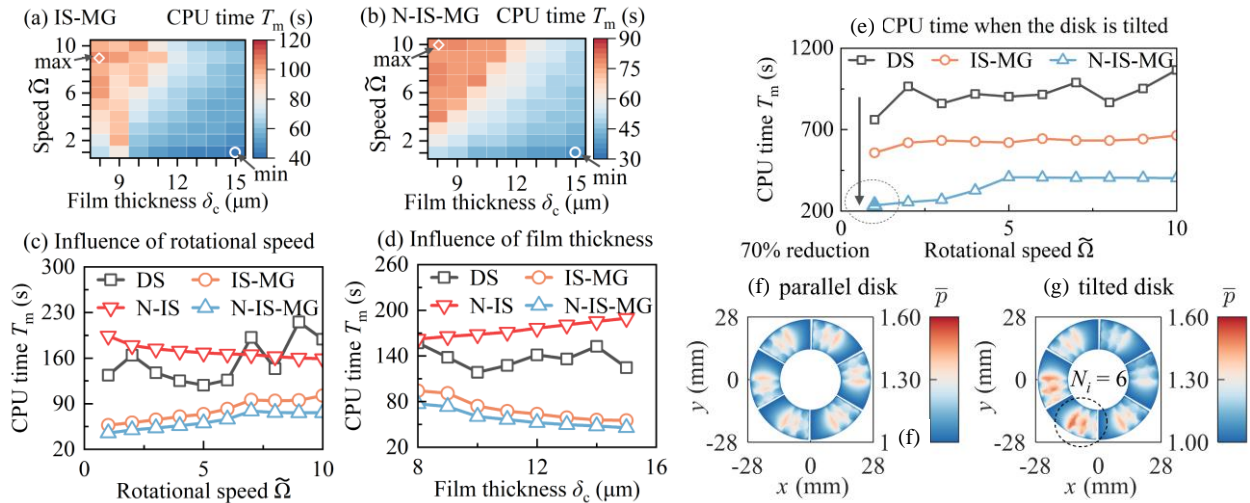 (a) IS-MG CPU time Tm (s)
10
max
6
2
Speed Ω̃
9 12 15
Film thickness δc (μm)
min
120
100
80
60
40
(b) N-IS-MG CPU time Tm (s)
10
max
6
2
Speed Ω̃
9 12 15
Film thickness δc (μm)
min
90
75
60
45
30
(c) Influence of rotational speed
300
230
160
90
20
CPU time Tm (s)
DS IS-MG
N-IS N-IS-MG
0 5 10
Rotational speed Ω̃
(d) Influence of film thickness
260
200
140
80
20
CPU time Tm (s)
DS IS-MG
N-IS N-IS-MG
8 12 16
Film thickness δc (μm)
(e) CPU time when the disk is tilted
1200
700
200
CPU time Tm (s)
DS IS-MG N-IS-MG
0 5 10
70% reduction Rotational speed Ω̃
(f) parallel disk p̄
28
0
-28
y (mm)
-28 0 28
x (mm)
1.60
1.30
1
(f)
(g) tilted disk p̄
28
0
-28
y (mm)
Ni = 6
-28 0 28
x (mm)
1.60
1.30
1.00